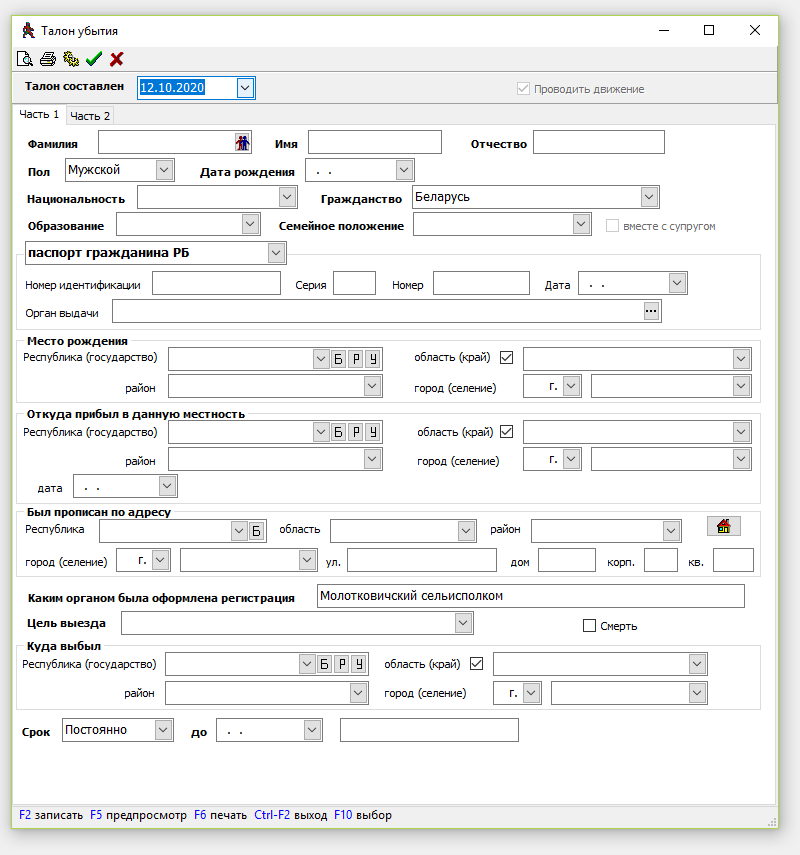 Талон убытия
Талон составлен 12.10.2020 Проводить движение
Часть 1 Часть 2
Фамилия Имя Отчество
Пол Мужской Дата рождения . .
Национальность Гражданство Беларусь
Образование Семейное положение вместе с супругом
паспорт гражданина РБ
Номер идентификации Серия Номер Дата . .
Орган выдачи ...
Место рождения
Республика (государство) Б Р У область (край)
район город (селение) г.
Откуда прибыл в данную местность
Республика (государство) Б Р У область (край)
район город (селение) г.
дата . .
Был прописан по адресу
Республика Б область район
город (селение) г. ул. дом корп. кв.
Каким органом была оформлена регистрация Молотковичский сельисполком
Цель выезда Смерть
Куда выбыл
Республика (государство) Б Р У область (край)
район город (селение) г.
Срок Постоянно до . .
F2 записать F5 предпросмотр F6 печать Ctrl-F2 выход F10 выбор